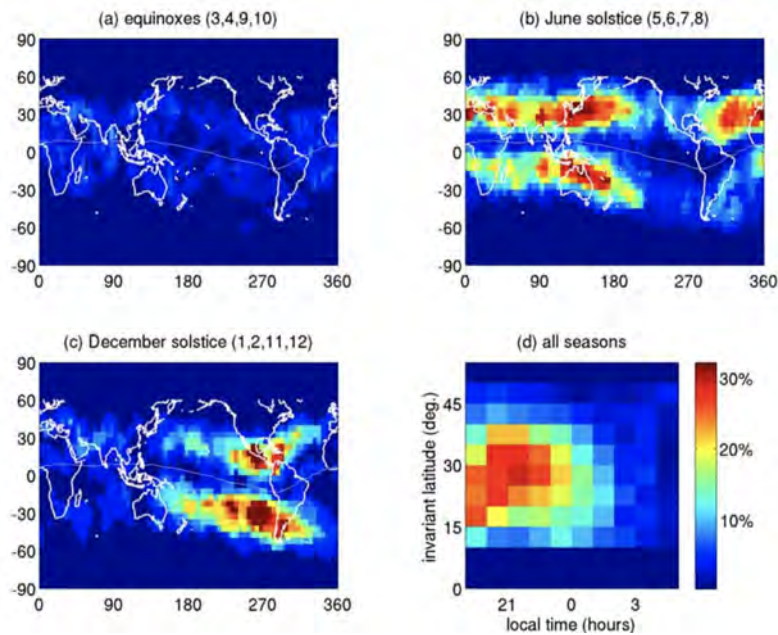 (a) equinoxes (3,4,9,10)
90
60
30
0
-30
-60
-90
0 90 180 270 360
(b) June solstice (5,6,7,8)
90
60
30
0
-30
-60
-90
0 90 180 270 360
(c) December solstice (1,2,11,12)
90
60
30
0
-30
-60
-90
0 90 180 270 360
(d) all seasons
invariant latitude (deg.)
45
30
15
0
21 0 3
local time (hours)
30%
20%
10%